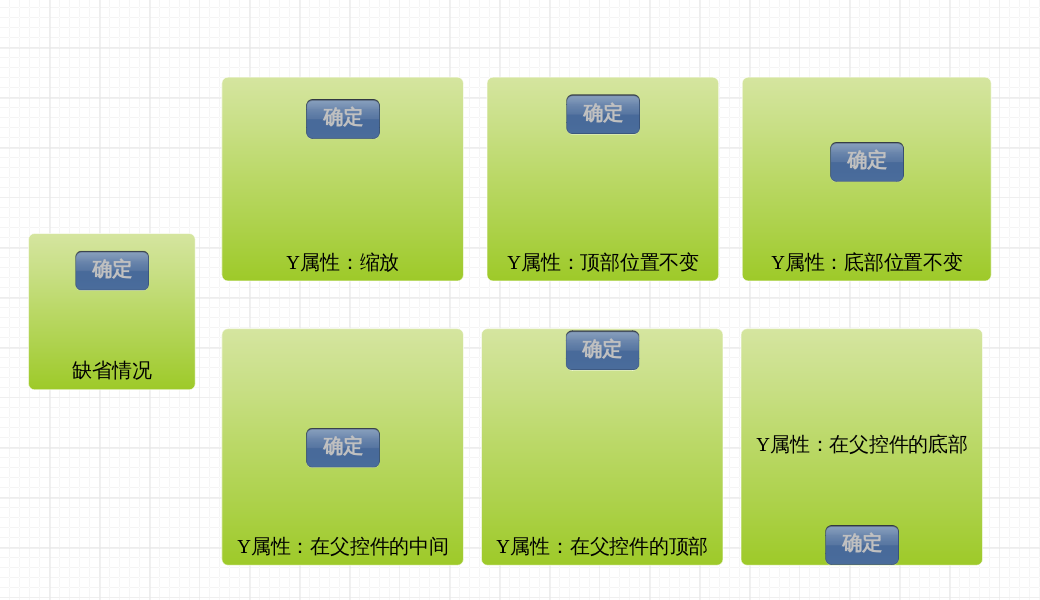 确定
Y属性：缩放
确定
Y属性：顶部位置不变
确定
Y属性：底部位置不变
确定
缺省情况
确定
Y属性：在父控件的中间
确定
Y属性：在父控件的顶部
Y属性：在父控件的底部
确定